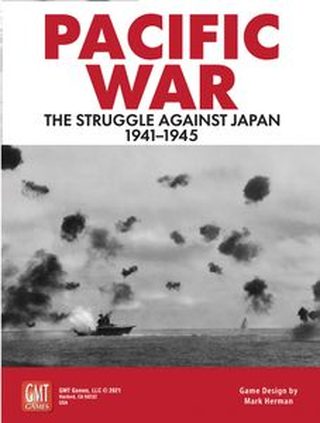 PACIFIC
WAR
THE STRUGGLE AGAINST JAPAN
1941–1945
GMT
GAMES
GMT Games, LLC © 2021
Hanford, CA 93232
USA
Game Design by
Mark Herman